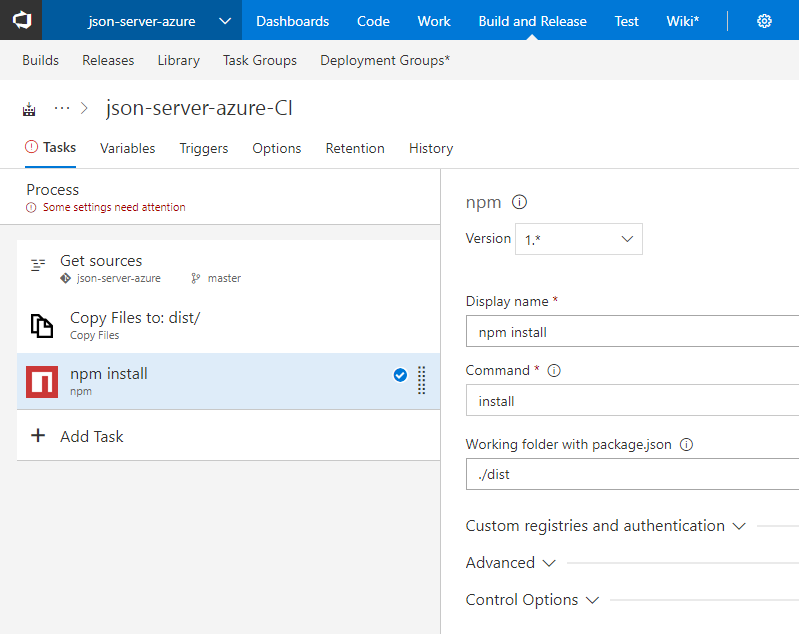 json-server-azure Dashboards Code Work Build and Release Test Wiki*
Builds Releases Library Task Groups Deployment Groups*
··· > json-server-azure-CI
Tasks Variables Triggers Options Retention History
Process
Some settings need attention
Get sources
json-server-azure master
Copy Files to: dist/
Copy Files
npm install
npm
Add Task
npm
Version 1.*
Display name *
npm install
Command *
install
Working folder with package.json
./dist
Custom registries and authentication
Advanced
Control Options